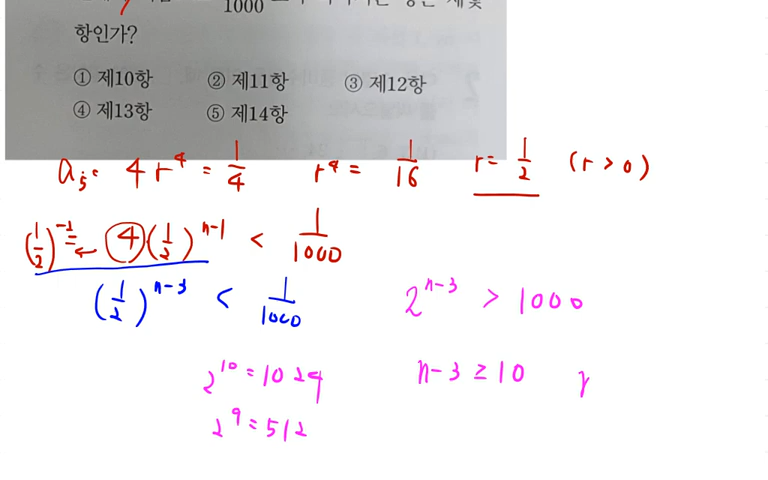 1000
항인가?
① 제10항 ② 제11항 ③ 제12항
④ 제13항 ⑤ 제14항
a₅= 4r⁴ = 1/4 r⁴ = 1/16 r = 1/2 (r > 0)
(1/2)⁻² ← 4(1/2)ⁿ⁻¹ < 1/1000
(1/2)ⁿ⁻³ < 1/1000 2ⁿ⁻³ > 1000
2¹⁰ = 1024 n-3 ≥ 10
2⁹ = 512